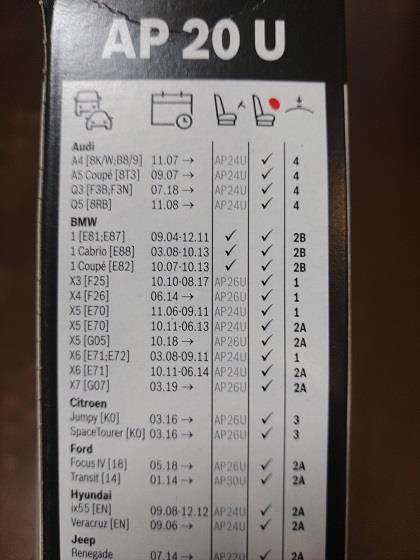 AP 20 U
Audi
A4 [8K/W;B8/9] 11.07 → AP24U ✓ 4
A5 Coupé [8T3] 09.07 → AP24U ✓ 4
Q3 [F3B;F3N] 07.18 → AP24U ✓ 4
Q5 [8RB] 11.08 → AP24U ✓ 4
BMW
1 [E81;E87] 09.04-12.11 ✓ ✓ 2B
1 Cabrio [E88] 03.08-10.13 ✓ ✓ 2B
1 Coupé [E82] 10.07-10.13 ✓ ✓ 2B
X3 [F25] 10.10-08.17 AP26U ✓ 1
X4 [F26] 06.14 → AP26U ✓ 1
X5 [E70] 11.06-09.11 AP24U ✓ 1
X5 [E70] 10.11-06.13 AP24U ✓ 2A
X5 [G05] 10.18 → AP26U ✓ 2A
X6 [E71;E72] 03.08-09.11 AP24U ✓ 1
X6 [E71] 10.11-06.14 AP24U ✓ 2A
X7 [G07] 03.19 → AP26U ✓ 2A
Citroen
Jumpy [K0] 03.16 → AP26U ✓ 3
SpaceTourer [K0] 03.16 → AP26U ✓ 3
Ford
Focus IV [18] 05.18 → AP26U ✓ 2A
Transit [14] 01.14 → AP30U ✓ 2A
Hyundai
ix55 [EN] 09.08-12.12 AP24U ✓ 2A
Veracruz [EN] 09.06 → AP24U ✓ 2A
Jeep
Renegade 07.14 → AP22U ✓ 2A